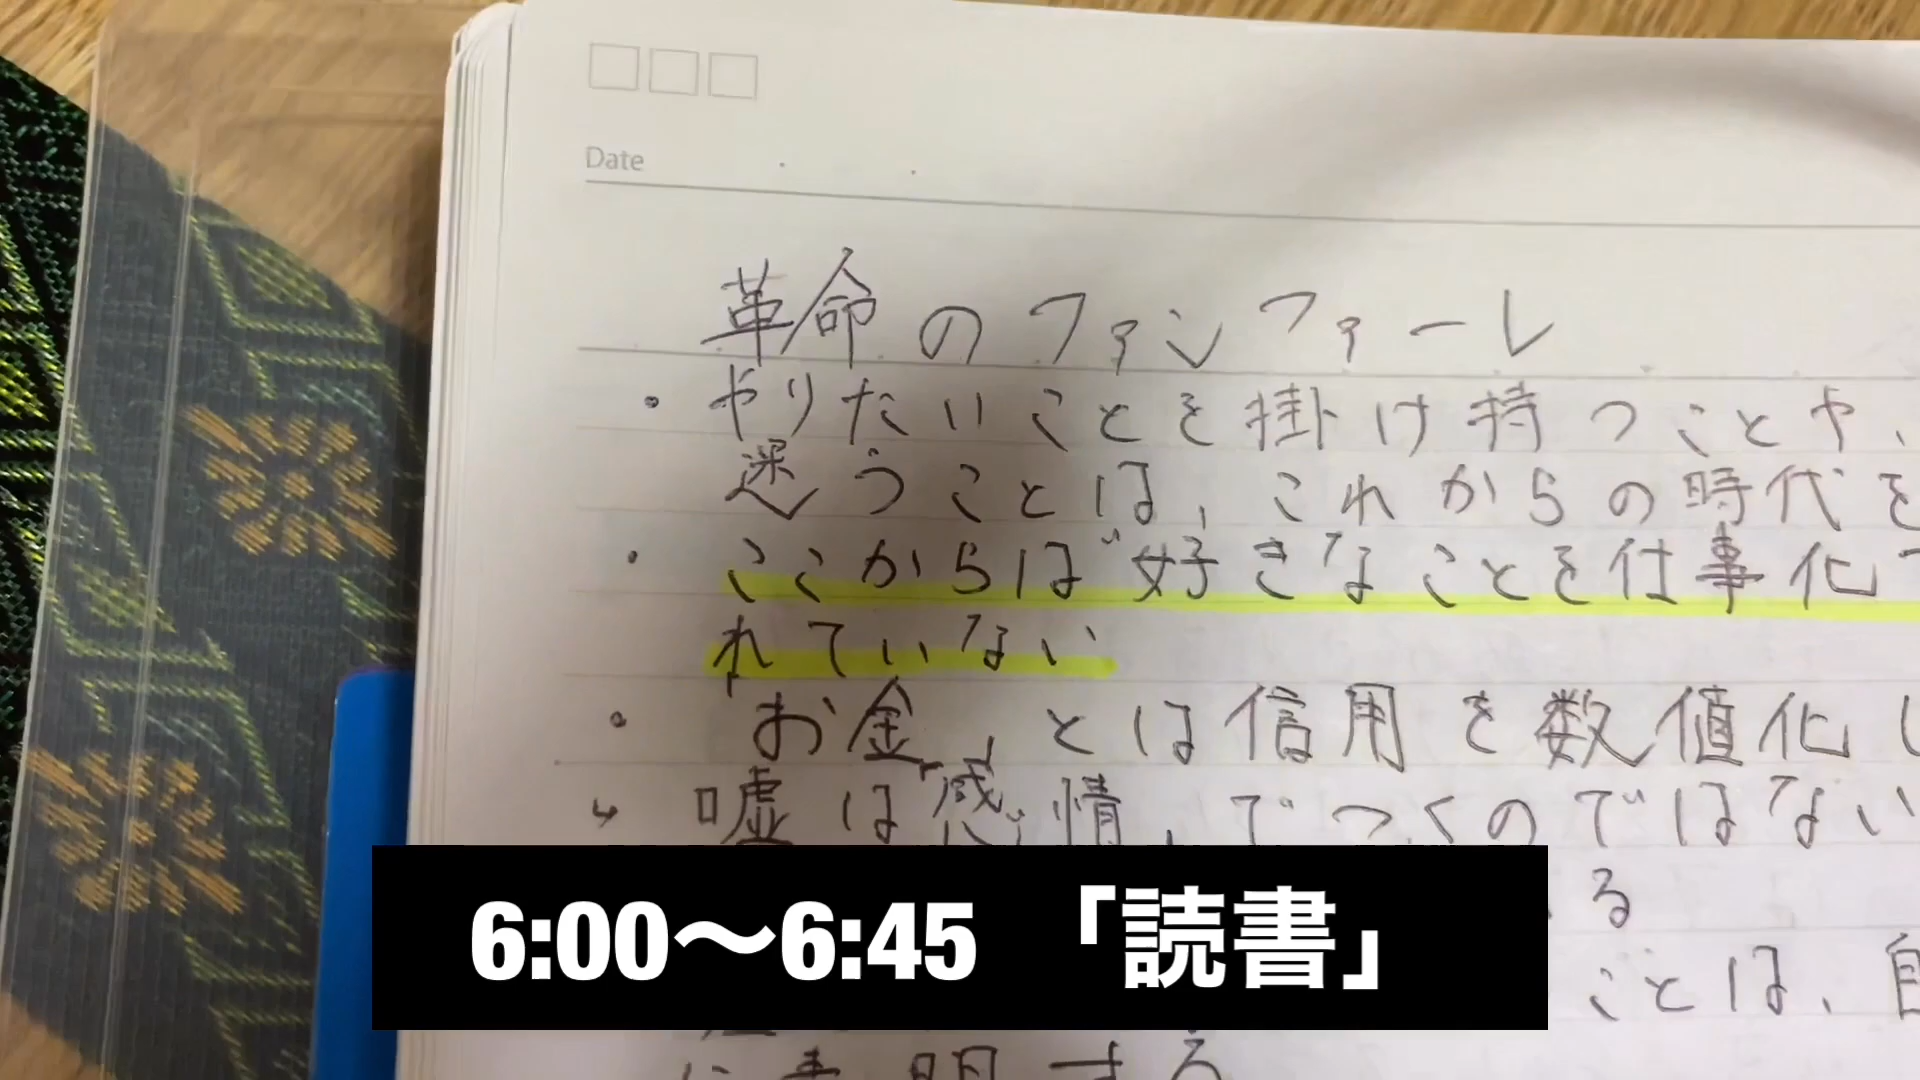 Date
革命のファンファーレ
・やりたいことを掛け持つことや、
迷うことは、これからの時代を
・ここからは"好きなことを仕事化
れていない
・「お金」とは信用を数値化し
嘘は「感情」でつくのではない
る
ことは、自
明する
6:00〜6:45 「読書」